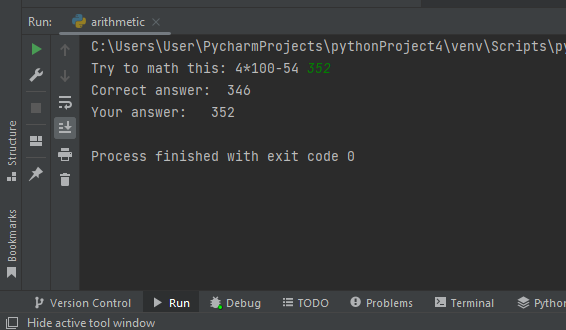 Run: arithmetic
C:\Users\User\PycharmProjects\pythonProject4\venv\Scripts\py
Try to math this: 4*100-54 352
Correct answer:  346
Your answer:   352
Process finished with exit code 0
Structure
Bookmarks
Version Control Run Debug TODO Problems Terminal Python
Hide active tool window